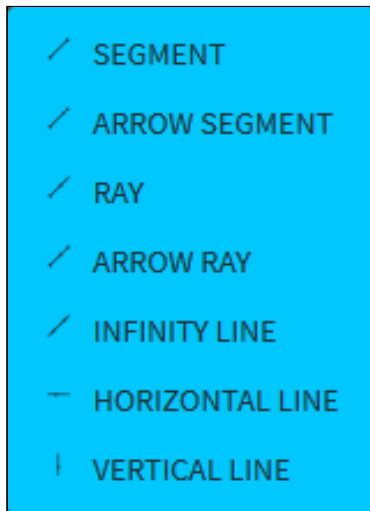 SEGMENT
ARROW SEGMENT
RAY
ARROW RAY
INFINITY LINE
HORIZONTAL LINE
VERTICAL LINE